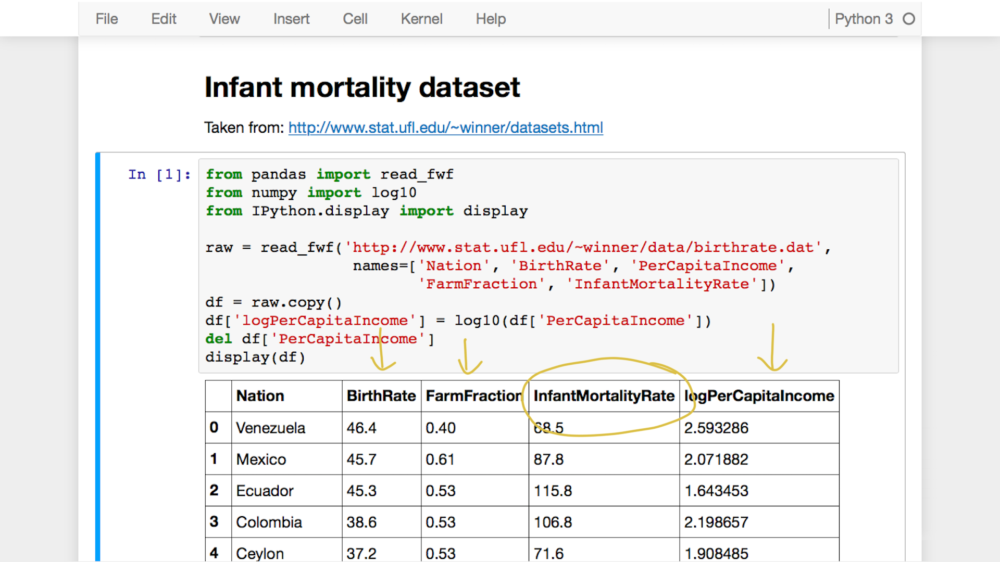 File Edit View Insert Cell Kernel Help Python 3
Infant mortality dataset
Taken from: http://www.stat.ufl.edu/~winner/datasets.html
In [1]: from pandas import read_fwf
from numpy import log10
from IPython.display import display
raw = read_fwf('http://www.stat.ufl.edu/~winner/data/birthrate.dat',
names=['Nation', 'BirthRate', 'PerCapitaIncome',
'FarmFraction', 'InfantMortalityRate'])
df = raw.copy()
df['logPerCapitaIncome'] = log10(df['PerCapitaIncome'])
del df['PerCapitaIncome']
display(df)
Nation BirthRate FarmFraction InfantMortalityRate logPerCapitaIncome
0 Venezuela 46.4 0.40 68.5 2.593286
1 Mexico 45.7 0.61 87.8 2.071882
2 Ecuador 45.3 0.53 115.8 1.643453
3 Colombia 38.6 0.53 106.8 2.198657
4 Ceylon 37.2 0.53 71.6 1.908485